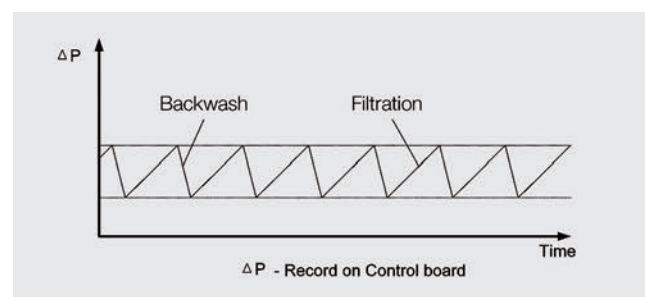 ΔP
Backwash Filtration
Time
ΔP - Record on Control board